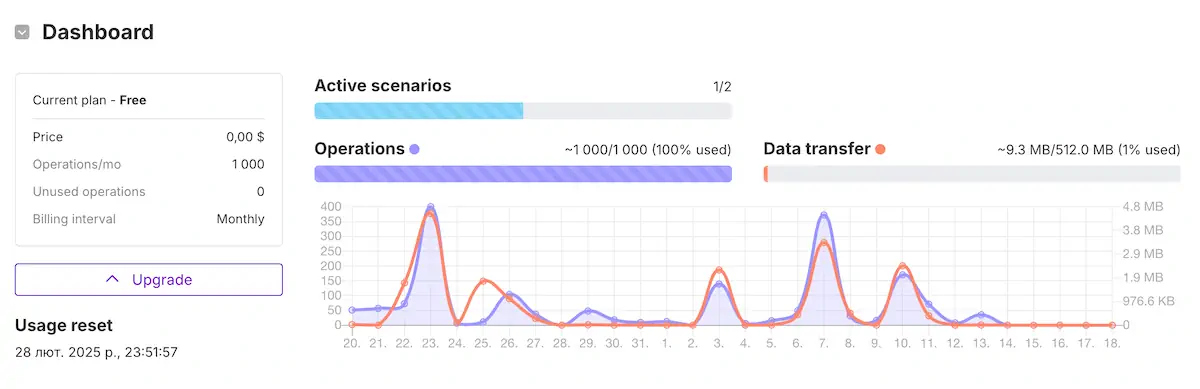 Dashboard
Current plan - Free
Price 0,00 $
Operations/mo 1 000
Unused operations 0
Billing interval Monthly
Upgrade
Usage reset
28 лют. 2025 р., 23:51:57
Active scenarios 1/2
Operations ~1 000/1 000 (100% used)
Data transfer ~9.3 MB/512.0 MB (1% used)
400 4.8 MB
350
300 3.8 MB
250
200 2.9 MB
150 1.9 MB
100
50 976.6 KB
0 0
20. 21. 22. 23. 24. 25. 26. 27. 28. 29. 30. 31. 1. 2. 3. 4. 5. 6. 7. 8. 9. 10. 11. 12. 13. 14. 15. 16. 17. 18.